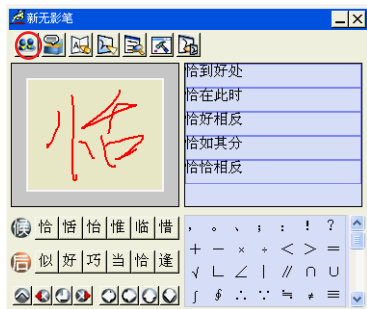 新无影笔
恰到好处
恰在此时
恰好相反
恰如其分
恰恰相反
恰
候 恰 恬 怡 惟 临 惜
后 似 好 巧 当 恰 逢
， 。 、 ； ： ！ ？
＋ － × ÷ ＜ ＞ ＝
√ ∟ ∠ ｜ ∥ ∩ ∪
∫ ∮ ∴ ∵ ≒ ≠ ≡